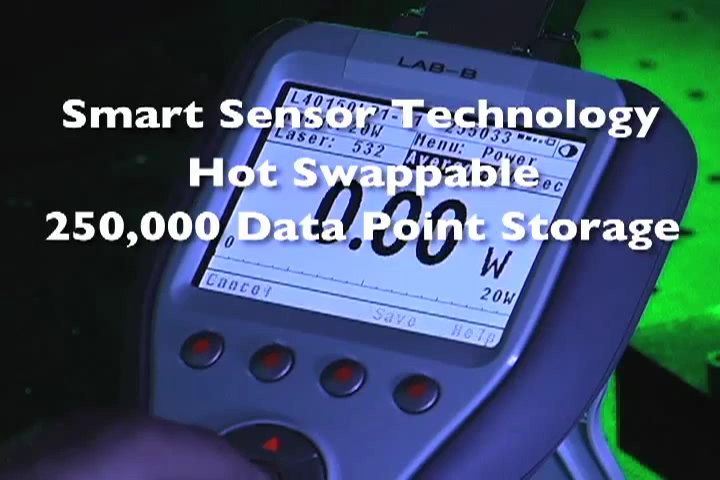 LAB-B
Smart Sensor Technology
Hot Swappable
250,000 Data Point Storage
Laser: 532
Menu: Power
0.00 W
0
20W
Cancel
Save
Help